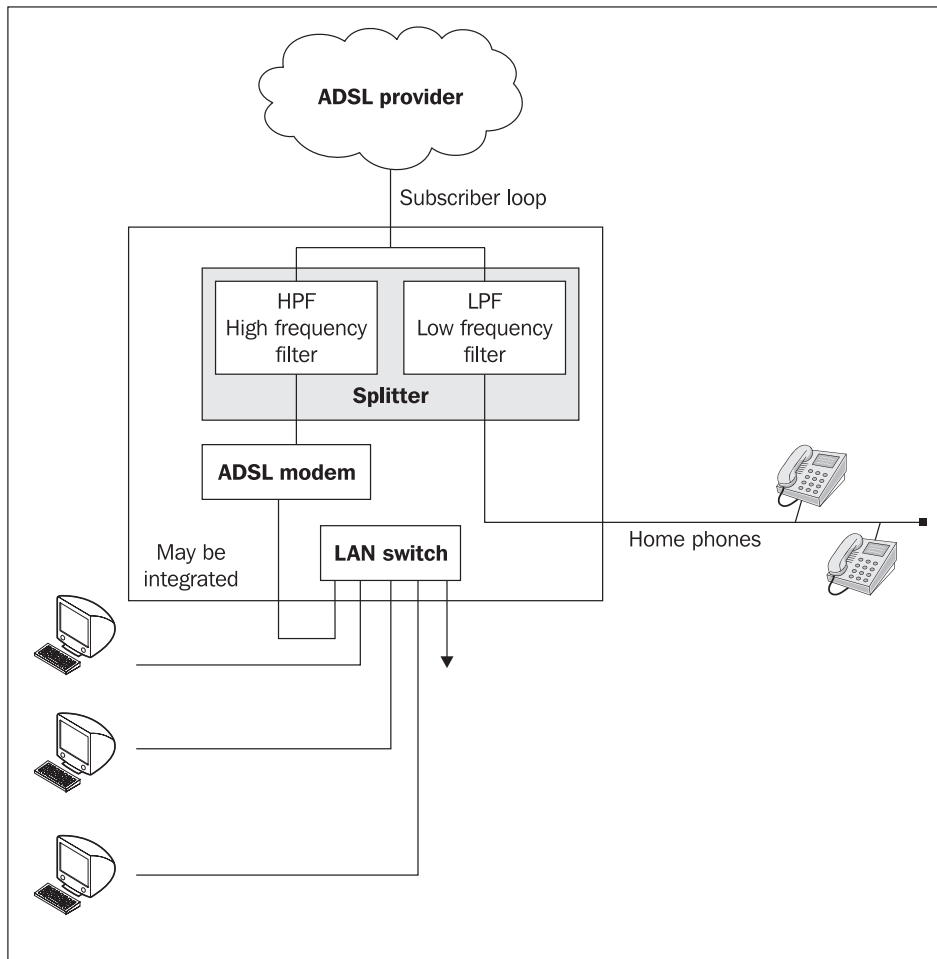 ADSL provider
Subscriber loop
HPF
High frequency
filter
LPF
Low frequency
filter
Splitter
ADSL modem
May be
integrated
LAN switch
Home phones